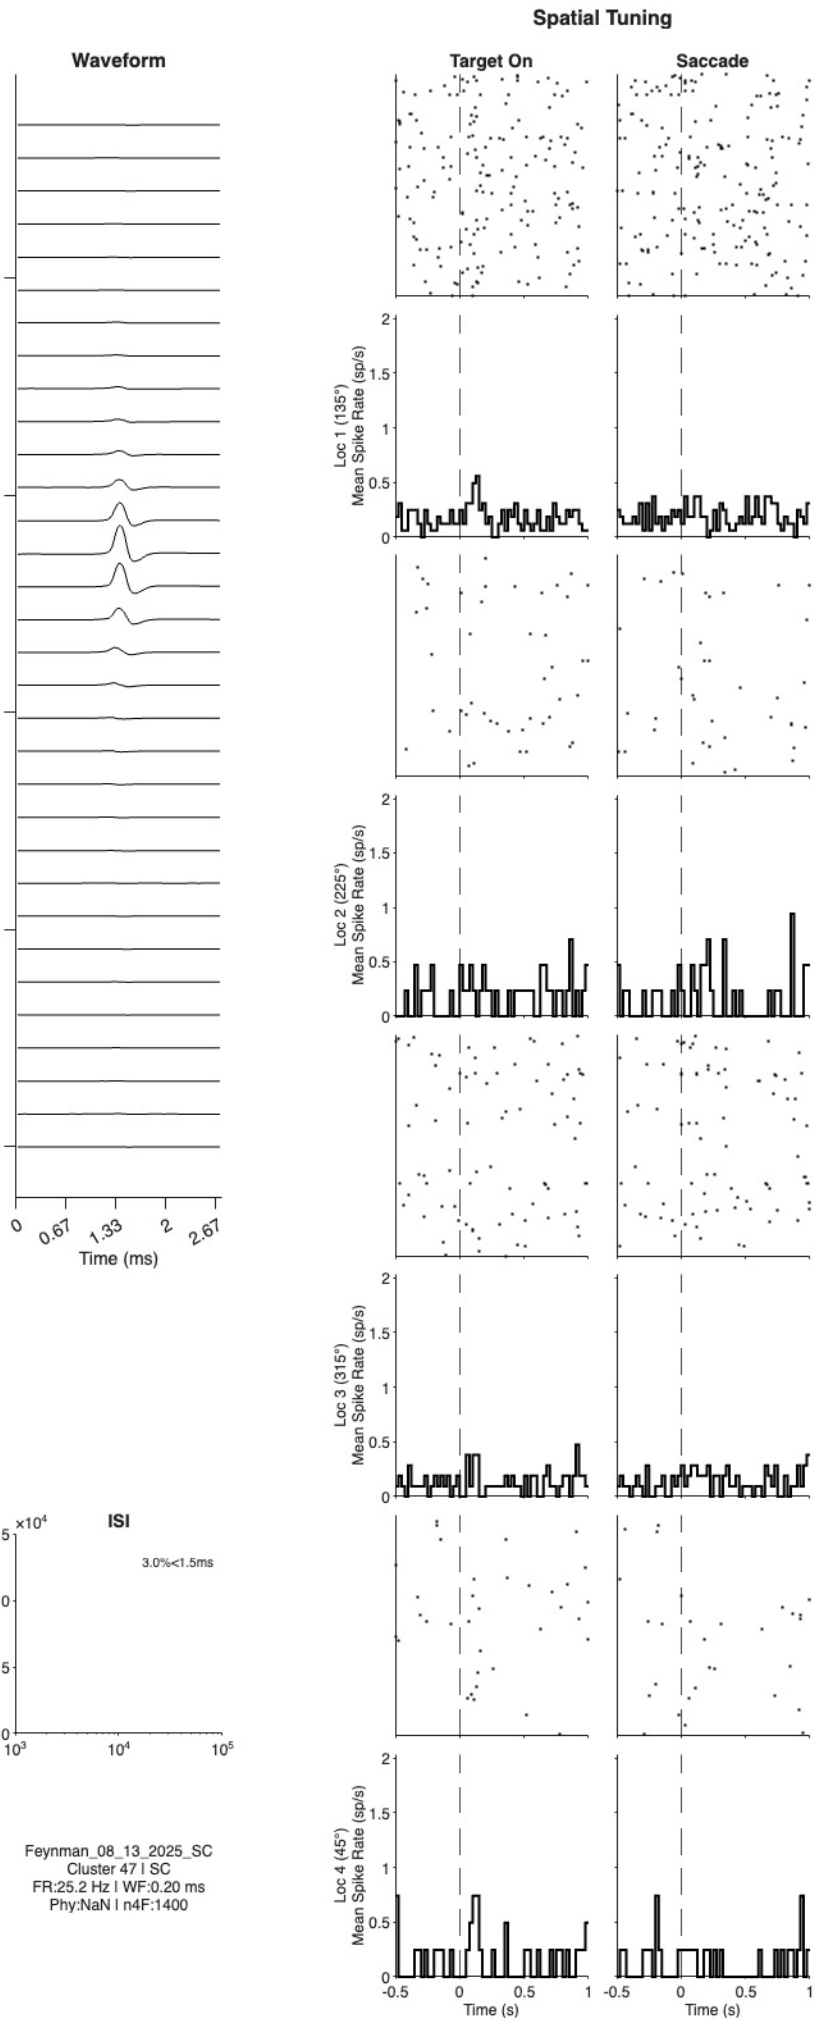 Spatial Tuning
Waveform
Target On
Saccade
2
1.5
1
0.5
0
Loc 1 (135°)
Mean Spike Rate (sp/s)
2
1.5
1
0.5
0
Loc 2 (225°)
Mean Spike Rate (sp/s)
0 0.67 1.33 2 2.67
Time (ms)
2
1.5
1
0.5
0
Loc 3 (315°)
Mean Spike Rate (sp/s)
ISI
5 ×10⁴
3.0%<1.5ms
0
5
0
10³ 10⁴ 10⁵
2
1.5
1
0.5
0
Loc 4 (45°)
Mean Spike Rate (sp/s)
-0.5 0 0.5 1
Time (s)
-0.5 0 0.5 1
Time (s)
Feynman_08_13_2025_SC
Cluster 47 | SC
FR:25.2 Hz | WF:0.20 ms
Phy:NaN | n4F:1400